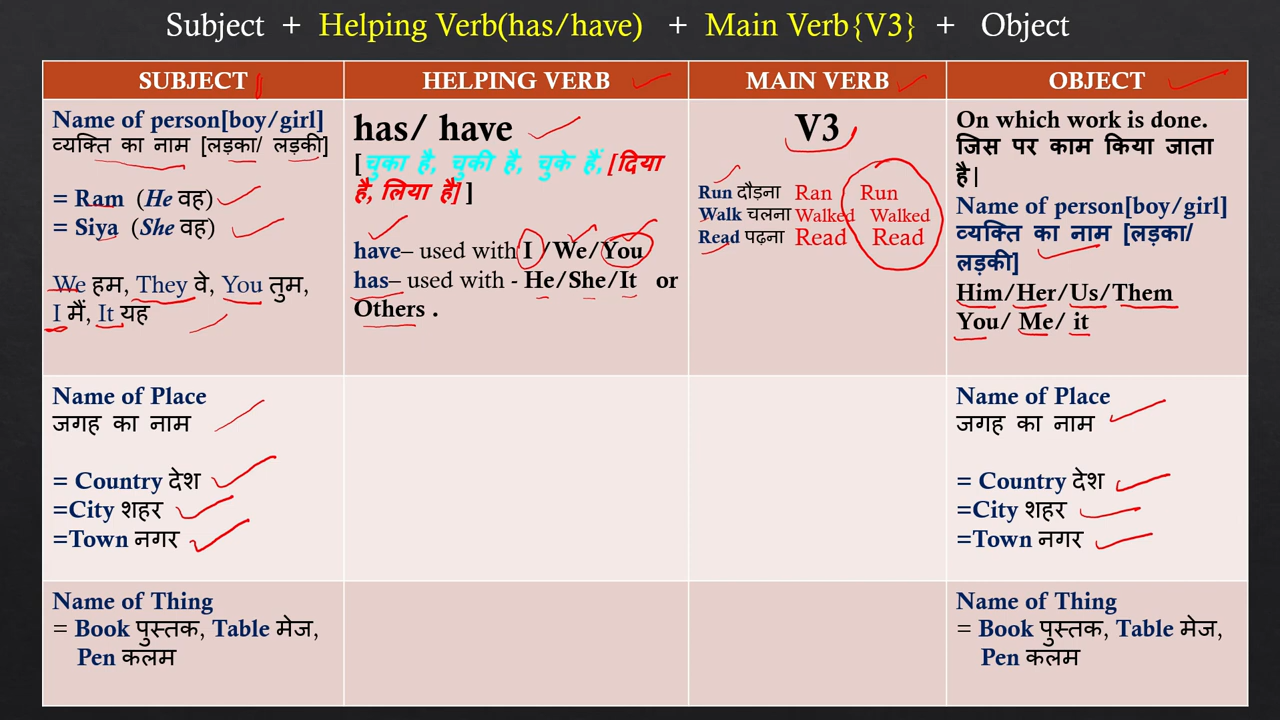 Subject + Helping Verb(has/have) + Main Verb{V3} + Object
SUBJECT
HELPING VERB
MAIN VERB
OBJECT
Name of person[boy/girl]
व्यक्ति का नाम [लड़का/ लड़की]
= Ram (He वह)
= Siya (She वह)
We हम, They वे, You तुम,
I मैं, It यह
has/ have
[चुका है, चुकी है, चुके हैं,[दिया
है, लिया है] ]
have– used with I /We/You
has– used with - He/She/It or
Others .
V3
Run दौड़ना Ran Run
Walk चलना Walked Walked
Read पढ़ना Read Read
On which work is done.
जिस पर काम किया जाता
है|
Name of person[boy/girl]
व्यक्ति का नाम [लड़का/
लड़की]
Him/Her/Us/Them
You/ Me/ it
Name of Place
जगह का नाम
= Country देश
=City शहर
=Town नगर
Name of Place
जगह का नाम
= Country देश
=City शहर
=Town नगर
Name of Thing
= Book पुस्तक, Table मेज,
Pen कलम
Name of Thing
= Book पुस्तक, Table मेज,
Pen कलम